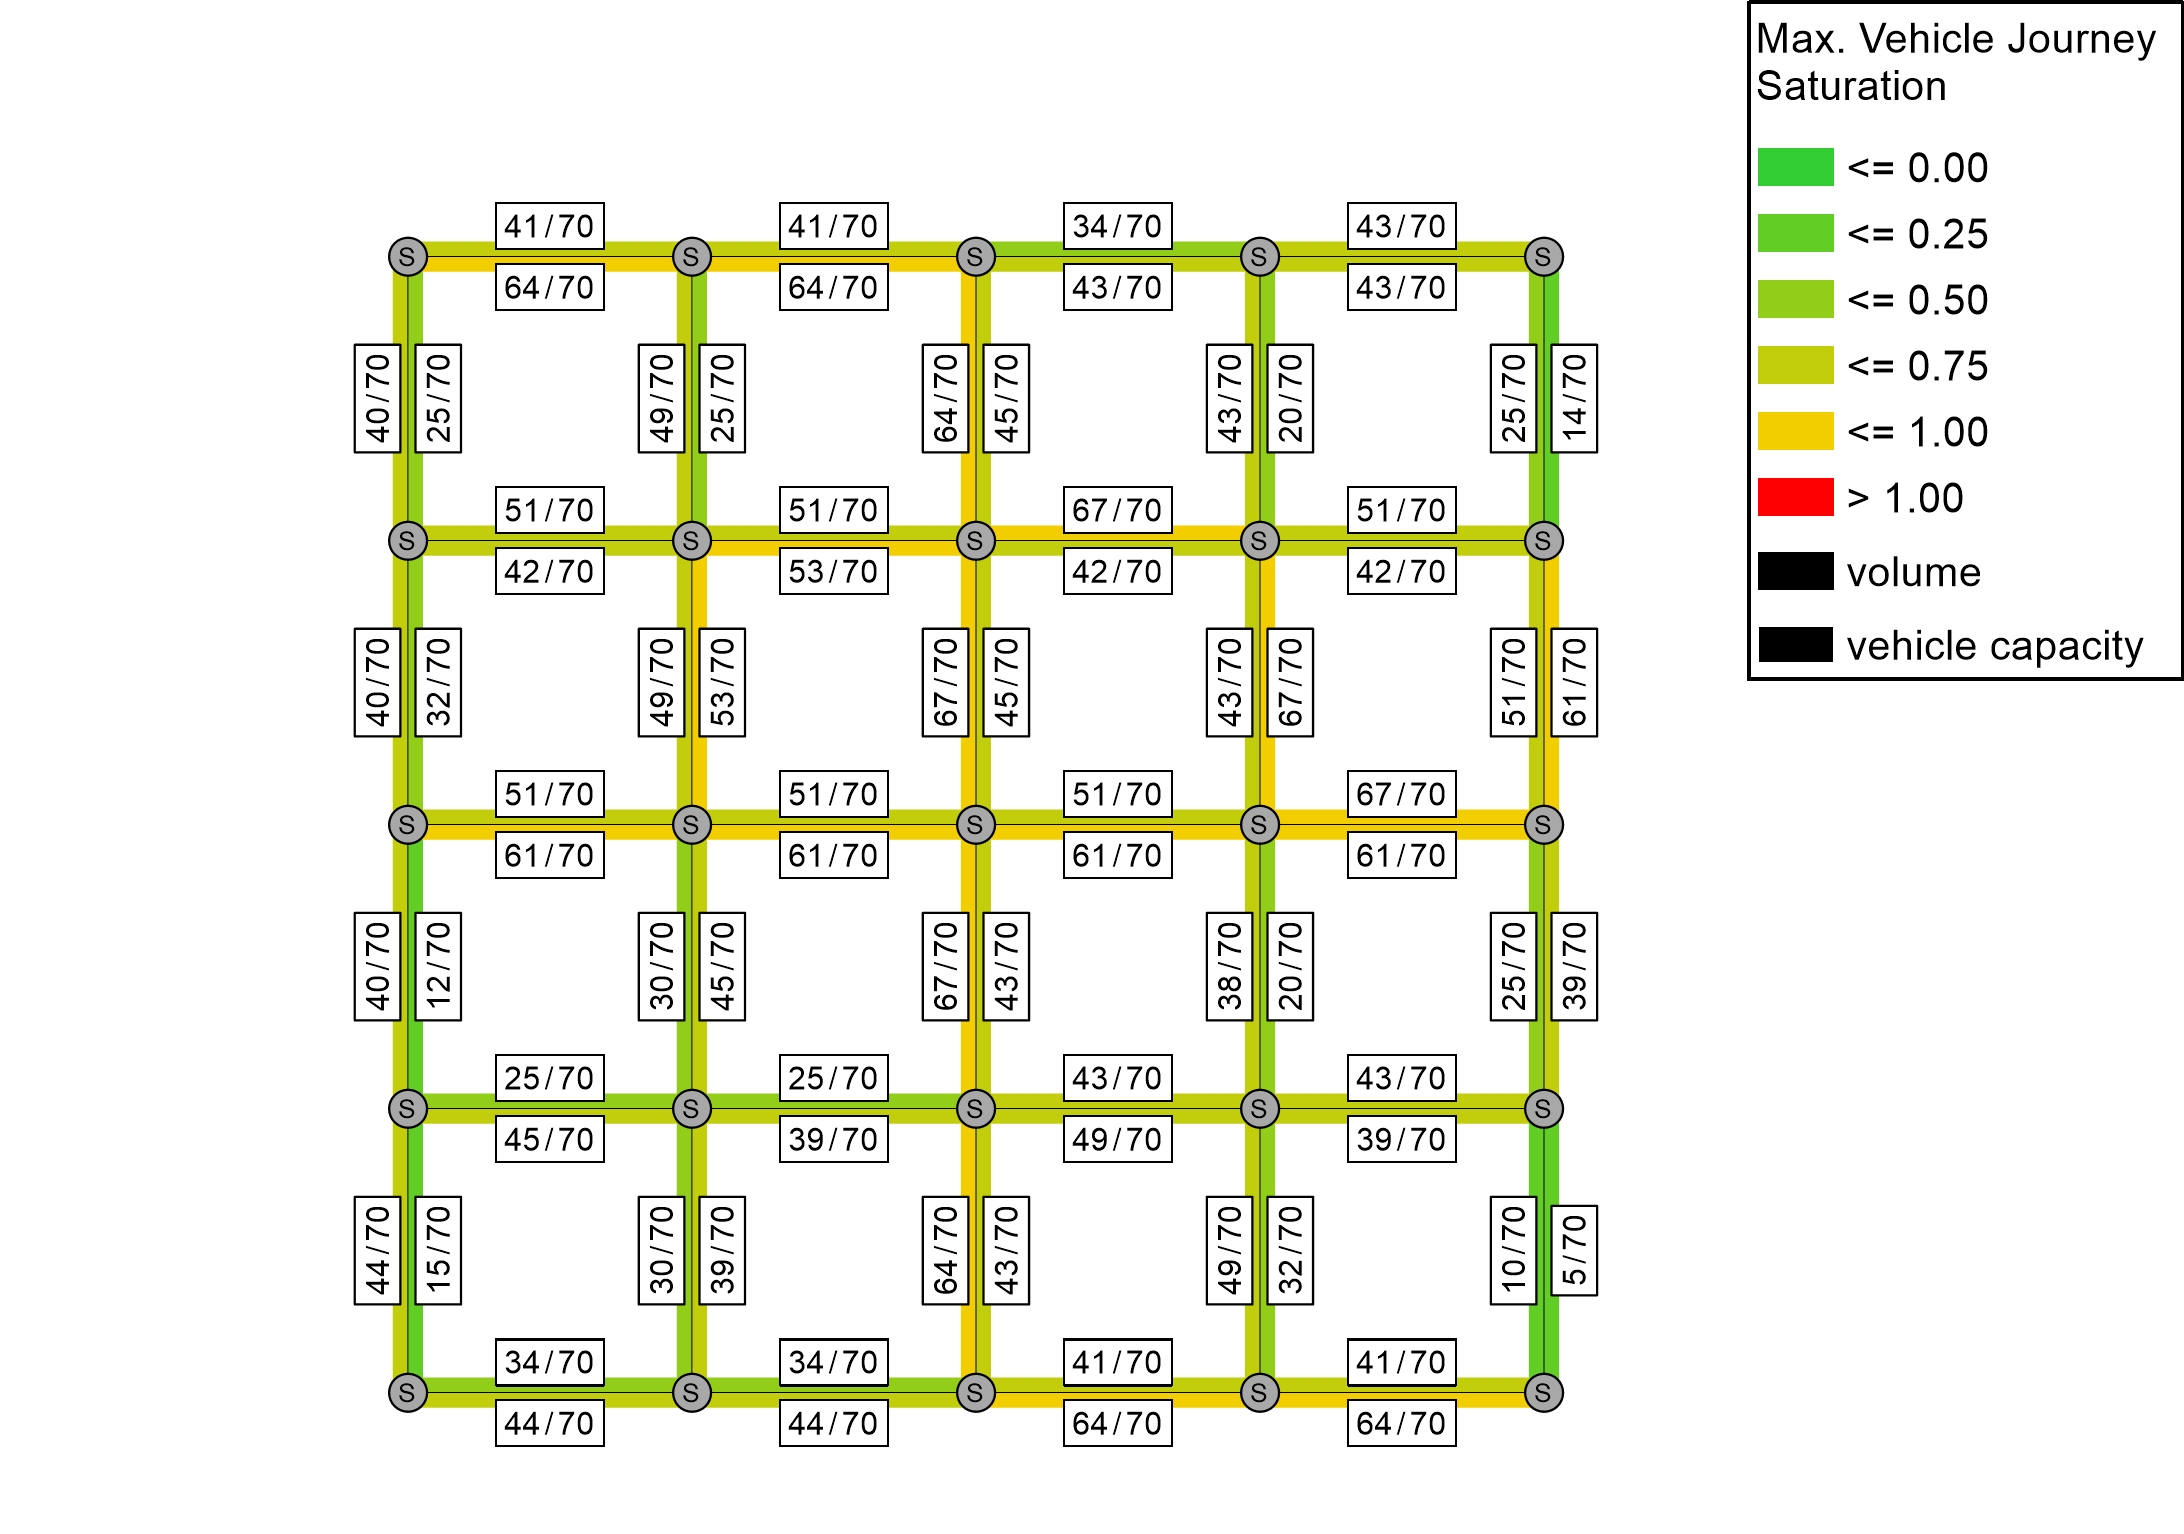 Max. Vehicle Journey
Saturation
<= 0.00
<= 0.25
<= 0.50
<= 0.75
<= 1.00
> 1.00
volume
vehicle capacity
41/70 41/70 34/70 43/70
S S S S S
64/70 64/70 43/70 43/70
40/70 25/70 49/70 25/70 64/70 45/70 43/70 20/70 25/70 14/70
51/70 51/70 67/70 51/70
S S S S S
42/70 53/70 42/70 42/70
40/70 32/70 49/70 53/70 67/70 45/70 43/70 67/70 51/70 61/70
51/70 51/70 51/70 67/70
S S S S S
61/70 61/70 61/70 61/70
40/70 12/70 30/70 45/70 67/70 43/70 38/70 20/70 25/70 39/70
25/70 25/70 43/70 43/70
S S S S S
45/70 39/70 49/70 39/70
44/70 15/70 30/70 39/70 64/70 43/70 49/70 32/70 10/70 5/70
34/70 34/70 41/70 41/70
S S S S S
44/70 44/70 64/70 64/70